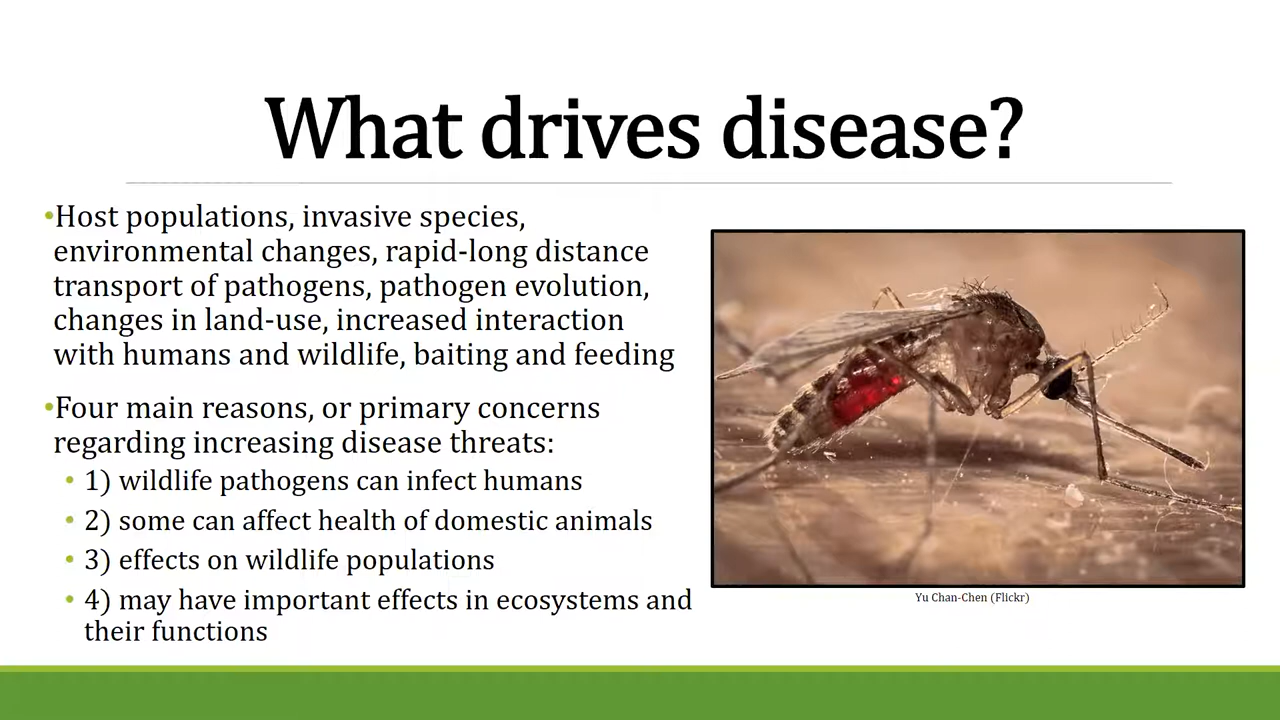 What drives disease?
•Host populations, invasive species,
environmental changes, rapid-long distance
transport of pathogens, pathogen evolution,
changes in land-use, increased interaction
with humans and wildlife, baiting and feeding
•Four main reasons, or primary concerns
regarding increasing disease threats:
• 1) wildlife pathogens can infect humans
• 2) some can affect health of domestic animals
• 3) effects on wildlife populations
• 4) may have important effects in ecosystems and
their functions
Yu Chan-Chen (Flickr)